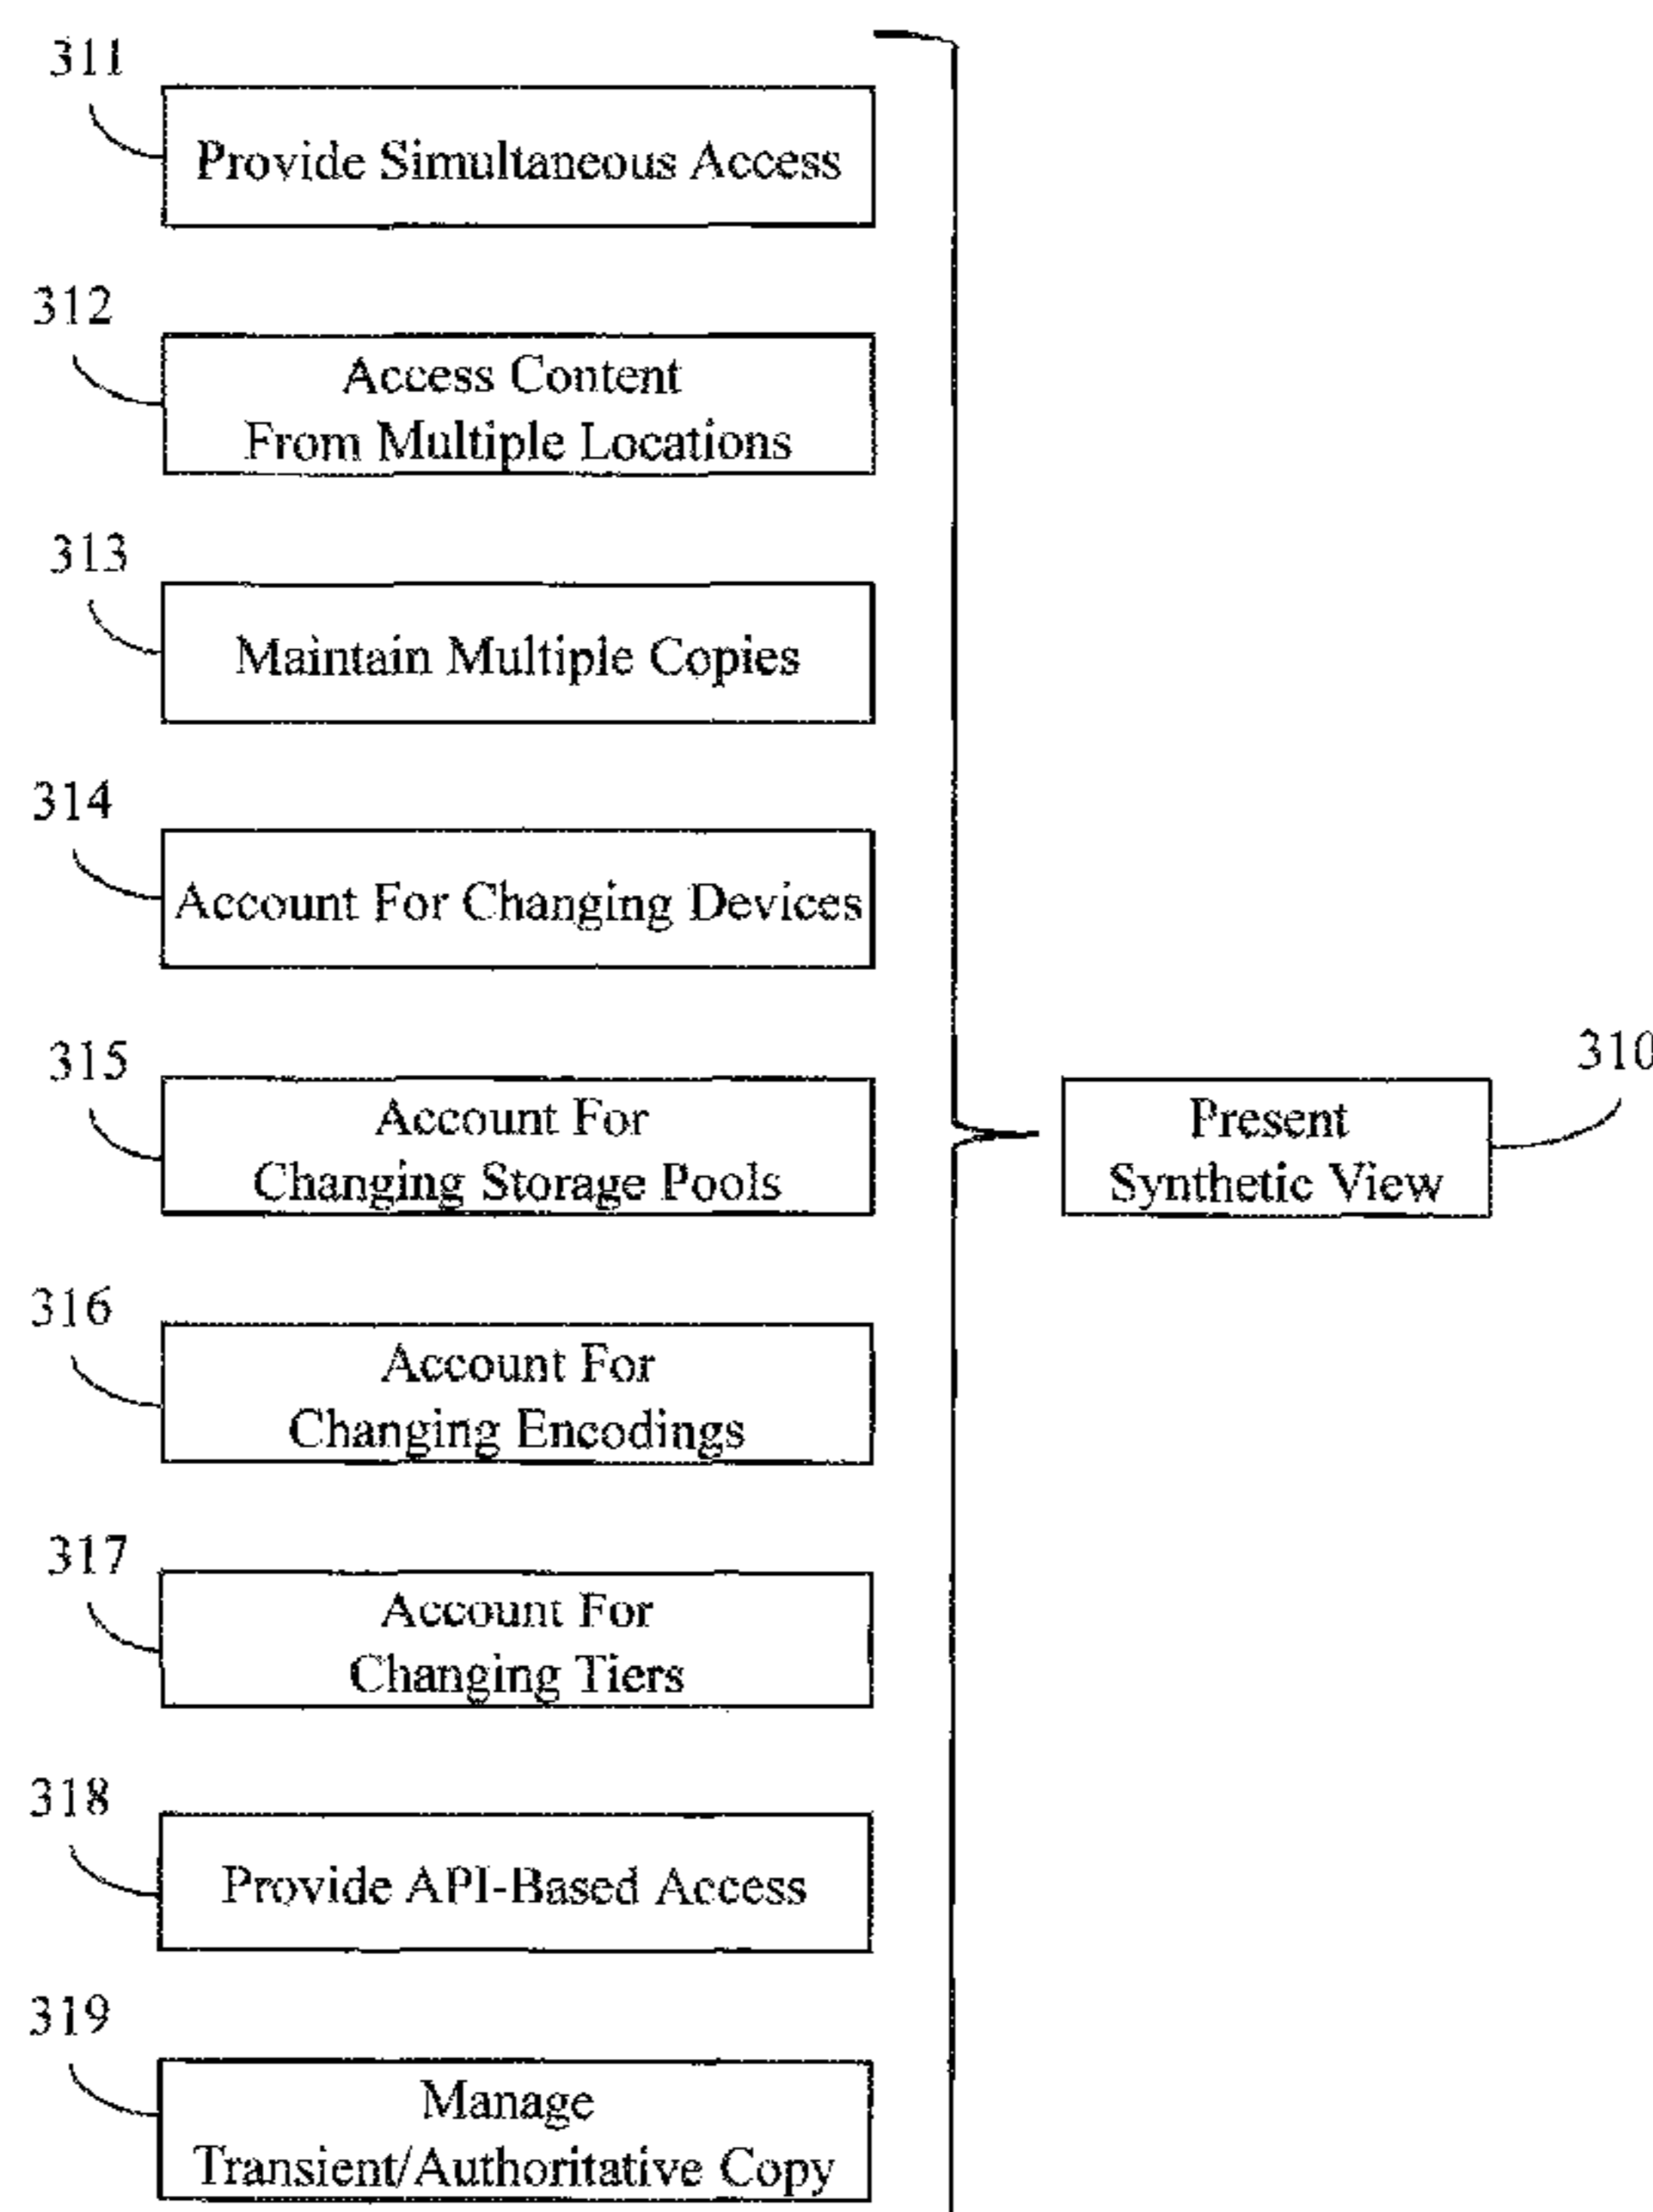 311
Provide Simultaneous Access
312
Access Content
From Multiple Locations
313
Maintain Multiple Copies
314
Account For Changing Devices
315
Account For
Changing Storage Pools
310
Present
Synthetic View
316
Account For
Changing Encodings
317
Account For
Changing Tiers
318
Provide API-Based Access
319
Manage
Transient/Authoritative Copy